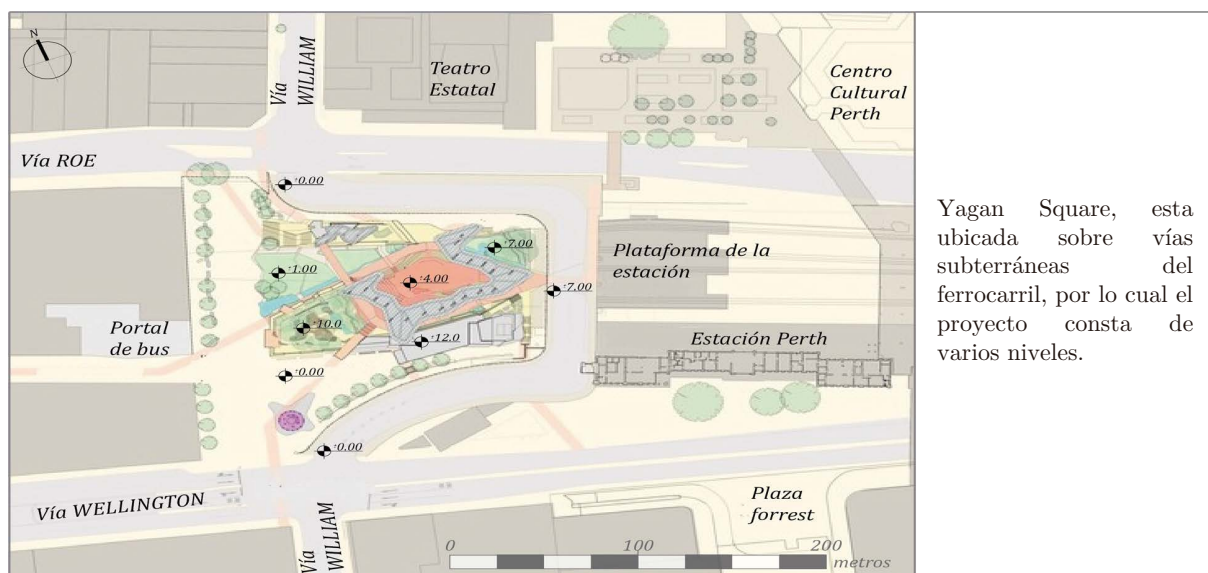 N
Vía
WILLIAM
Teatro
Estatal
Centro
Cultural
Perth
Vía ROE
±0.00
±7.00
Plataforma de la
estación
±1.00
±4.00
±7.00
±10.0
Portal
de bus
±12.0
Estación Perth
±0.00
±0.00
Vía WELLINGTON
Vía
WILLIAM
Plaza
forrest
0
100
200
metros
Yagan Square, esta
ubicada sobre vías
subterráneas del
ferrocarril, por lo cual el
proyecto consta de
varios niveles.